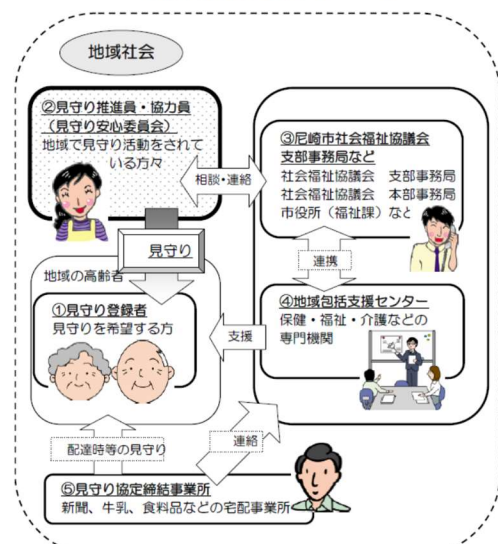 地域社会
②見守り推進員・協力員
（見守り安心委員会）
地域で見守り活動をされて
いる方々
相談・連絡
③尼崎市社会福祉協議会
支部事務局など
社会福祉協議会　支部事務局
社会福祉協議会　本部事務局
市役所（福祉課）など
見守り
連携
地域の高齢者
①見守り登録者
見守りを希望する方
支援
④地域包括支援センター
保健・福祉・介護などの
専門機関
配達時等の見守り
連絡
⑤見守り協定締結事業所
新聞、牛乳、食料品などの宅配事業所